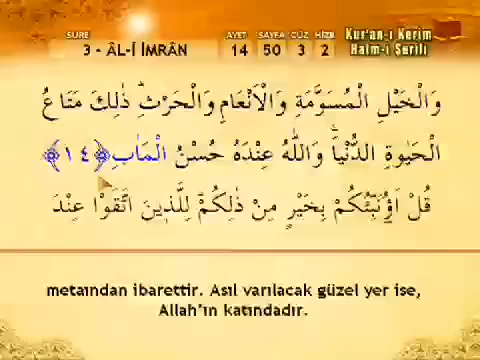 SURE AYET SAYFA CÜZ HİZB Kur'an-i Kerim
3 - ÂL-İ İMRÂN 14 50 3 2 Hatm-i Şerifi
وَالْخَيْلِ الْمُسَوَّمَةِ وَالْاَنْعَامِ وَالْحَرْثِۜ ذٰلِكَ مَتَاعُ
الْحَيٰوةِ الدُّنْيَاۚ وَاللّٰهُ عِنْدَهُ حُسْنُ الْمَاٰبِ ﴿١٤﴾
قُلْ اَؤُنَبِّئُكُمْ بِخَيْرٍ مِنْ ذٰلِكُمْۜ لِلَّذٖينَ اتَّقَوْا عِنْدَ
metaından ibarettir. Asıl varılacak güzel yer ise,
Allah'ın katındadır.